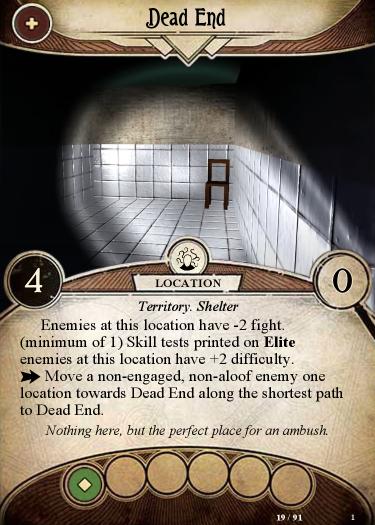 Dead End
4
LOCATION
0
Territory. Shelter
Enemies at this location have -2 fight.
(minimum of 1) Skill tests printed on Elite
enemies at this location have +2 difficulty.
Move a non-engaged, non-aloof enemy one
location towards Dead End along the shortest path
to Dead End.
Nothing here, but the perfect place for an ambush.
19 / 91
1